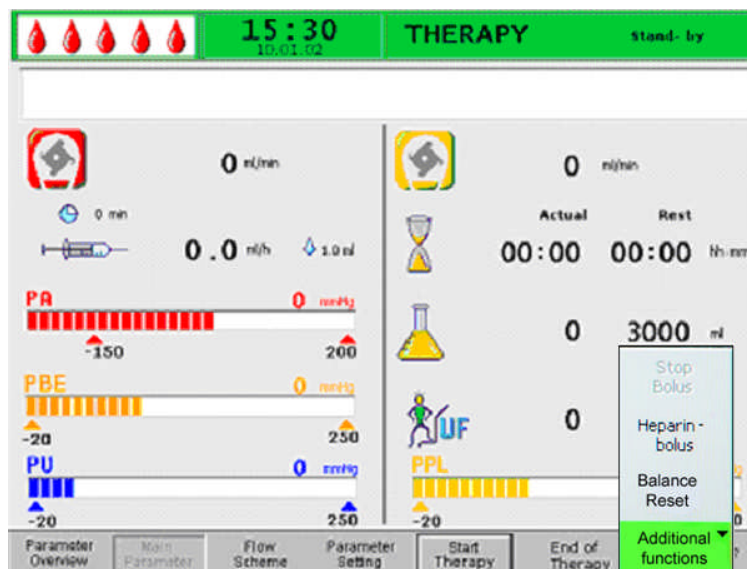 15:30 THERAPY Stand- by
10.01.02
0 ml/min
0 ml/min
0 min
Actual Rest
0.0 ml/h 1.0 ml
00:00 00:00 hh-mm
PA 0 mmHg
-150 200
0 3000 ml
PBE 0 mmHg
-20 250
UF 0
PU 0 mmHg
-20 250
PPL
-20 0
Stop
Bolus
Heparin -
bolus
Balance
Reset
Additional
functions
Parameter
Overview
Main
Parameter
Flow
Scheme
Parameter
Setting
Start
Therapy
End of
Therapy
?